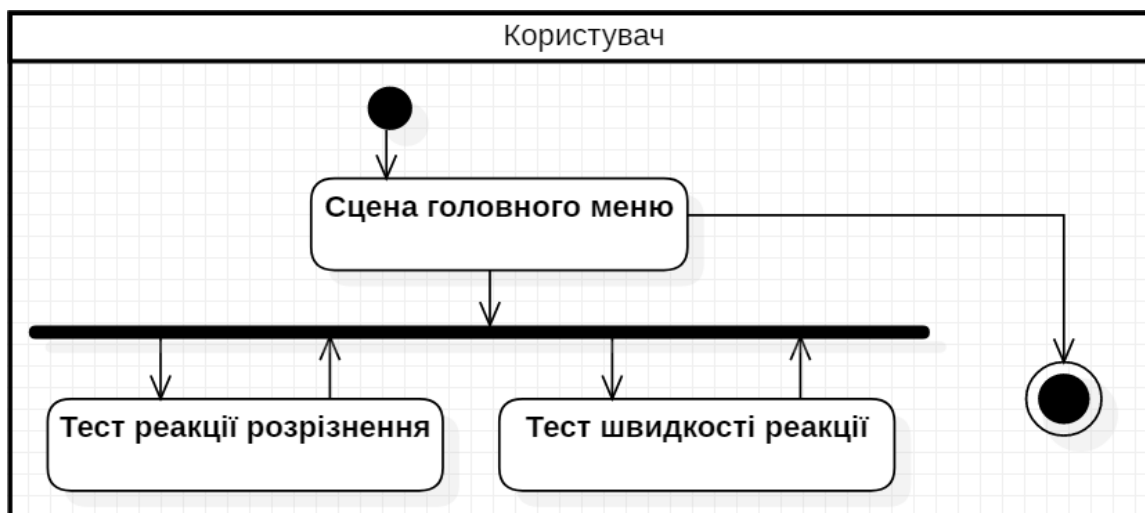 Користувач
Сцена головного меню
Тест реакції розрізнення
Тест швидкості реакції